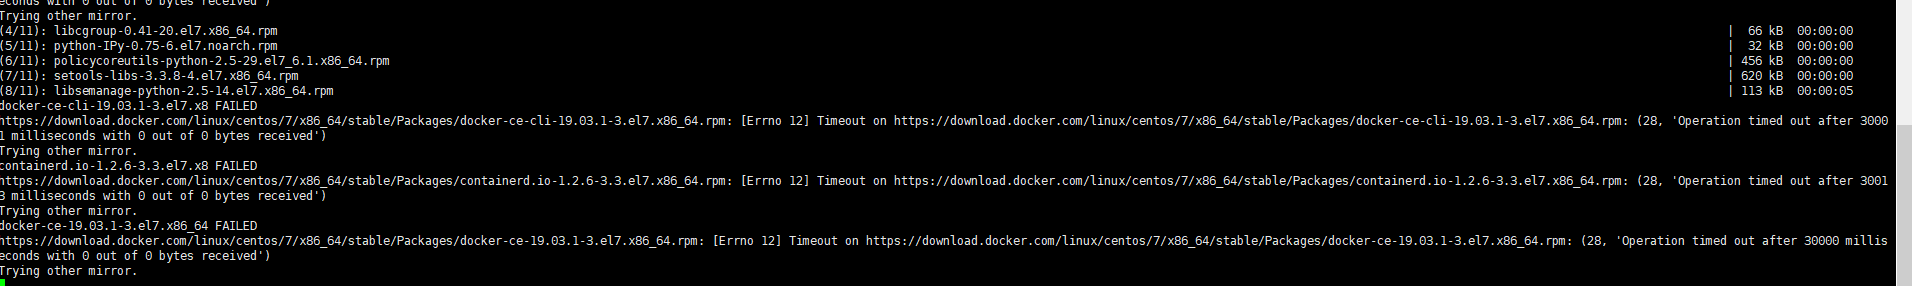 econds with 0 out of 0 bytes received')
Trying other mirror.
(4/11): libcgroup-0.41-20.el7.x86_64.rpm | 66 kB 00:00:00
(5/11): python-IPy-0.75-6.el7.noarch.rpm | 32 kB 00:00:00
(6/11): policycoreutils-python-2.5-29.el7_6.1.x86_64.rpm | 456 kB 00:00:00
(7/11): setools-libs-3.3.8-4.el7.x86_64.rpm | 620 kB 00:00:00
(8/11): libsemanage-python-2.5-14.el7.x86_64.rpm | 113 kB 00:00:05
docker-ce-cli-19.03.1-3.el7.x8 FAILED
https://download.docker.com/linux/centos/7/x86_64/stable/Packages/docker-ce-cli-19.03.1-3.el7.x86_64.rpm: [Errno 12] Timeout on https://download.docker.com/linux/centos/7/x86_64/stable/Packages/docker-ce-cli-19.03.1-3.el7.x86_64.rpm: (28, 'Operation timed out after 3000
1 milliseconds with 0 out of 0 bytes received')
Trying other mirror.
containerd.io-1.2.6-3.3.el7.x8 FAILED
https://download.docker.com/linux/centos/7/x86_64/stable/Packages/containerd.io-1.2.6-3.3.el7.x86_64.rpm: [Errno 12] Timeout on https://download.docker.com/linux/centos/7/x86_64/stable/Packages/containerd.io-1.2.6-3.3.el7.x86_64.rpm: (28, 'Operation timed out after 3001
3 milliseconds with 0 out of 0 bytes received')
Trying other mirror.
docker-ce-19.03.1-3.el7.x86_64 FAILED
https://download.docker.com/linux/centos/7/x86_64/stable/Packages/docker-ce-19.03.1-3.el7.x86_64.rpm: [Errno 12] Timeout on https://download.docker.com/linux/centos/7/x86_64/stable/Packages/docker-ce-19.03.1-3.el7.x86_64.rpm: (28, 'Operation timed out after 30000 millis
econds with 0 out of 0 bytes received')
Trying other mirror.